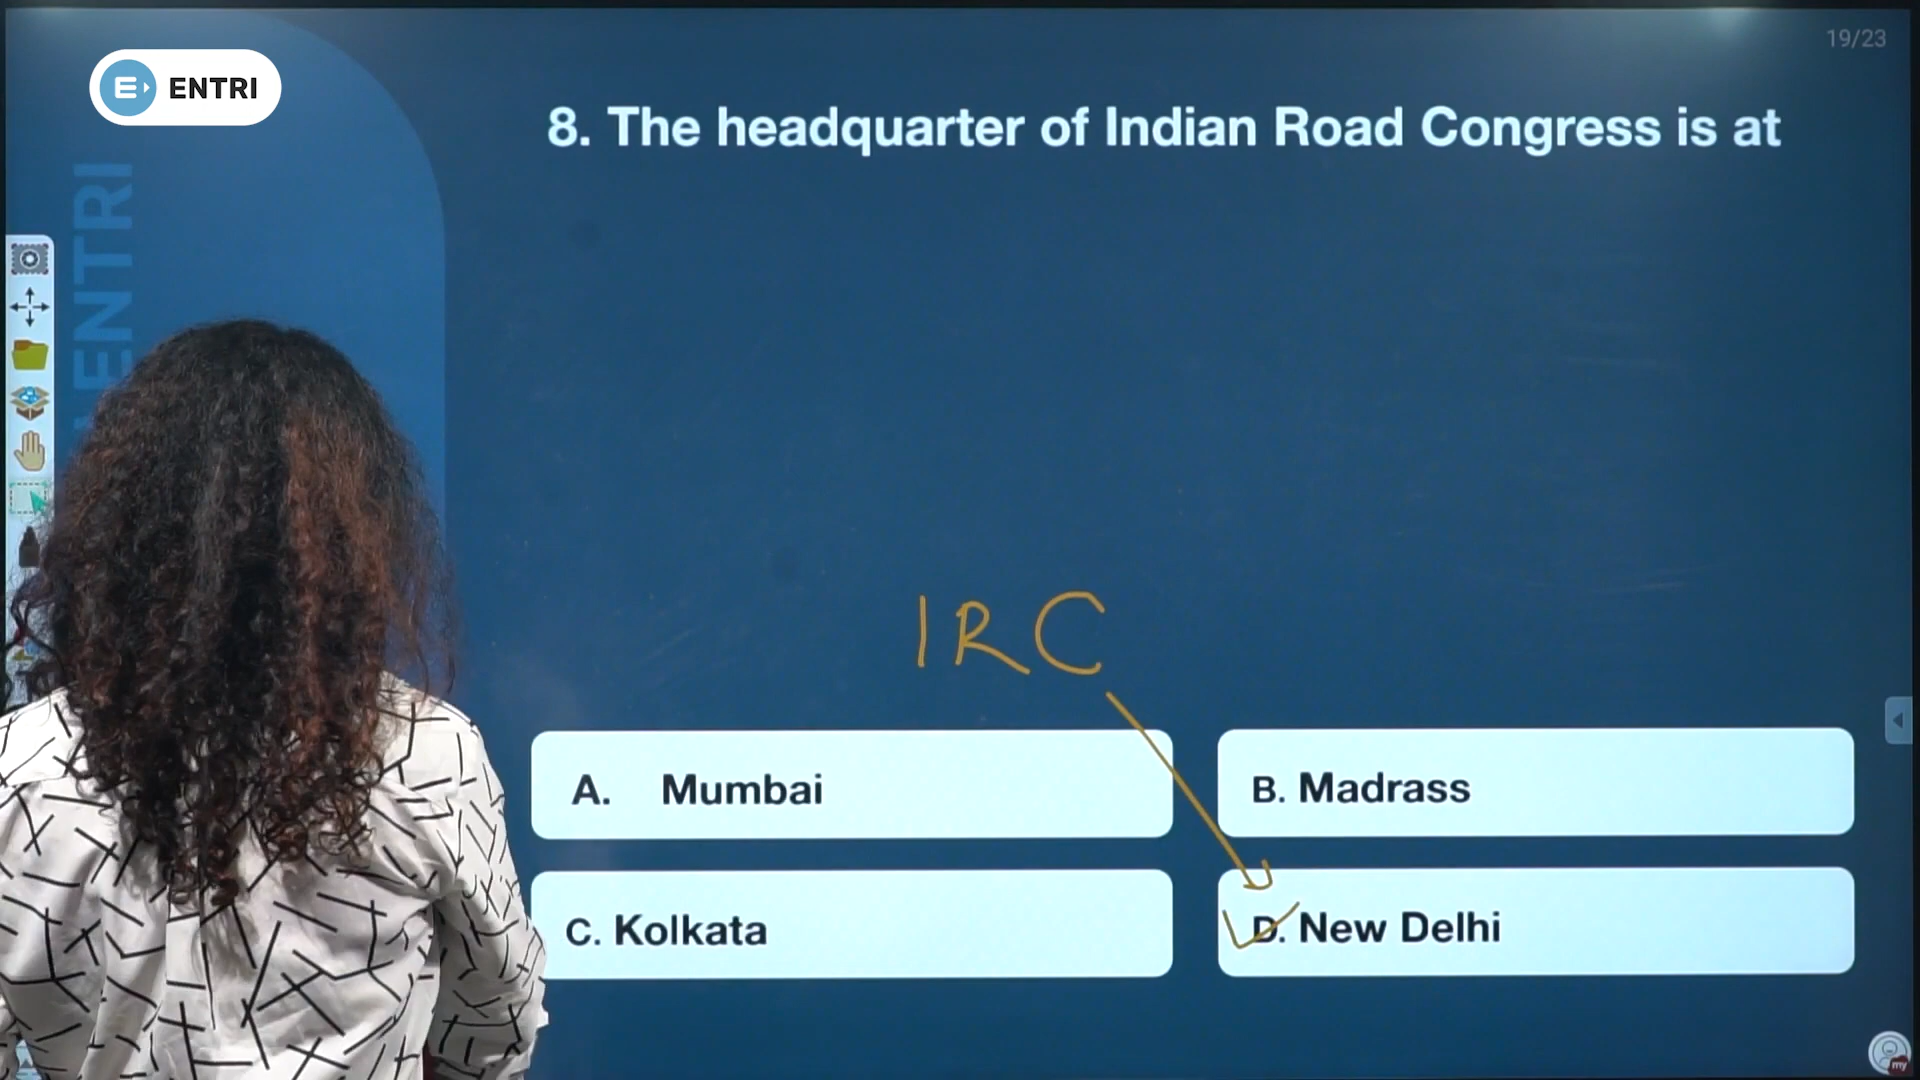 19/23
ENTRI
ENTRI
8. The headquarter of Indian Road Congress is at
IRC
A. Mumbai
B. Madrass
C. Kolkata
D. New Delhi
my